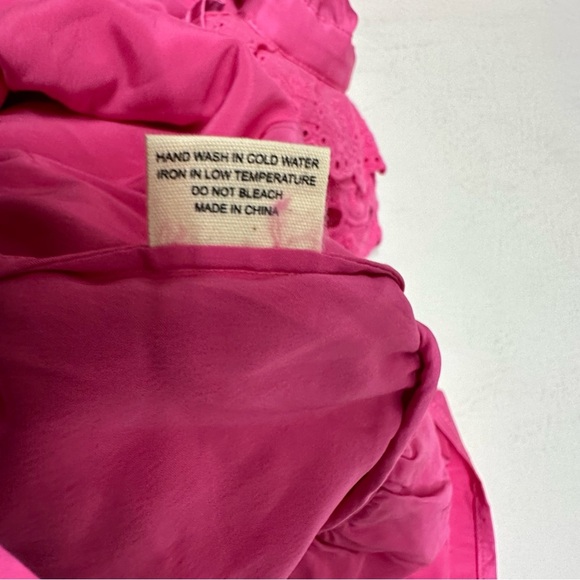 HAND WASH IN COLD WATER
IRON IN LOW TEMPERATURE
DO NOT BLEACH
MADE IN CHINA